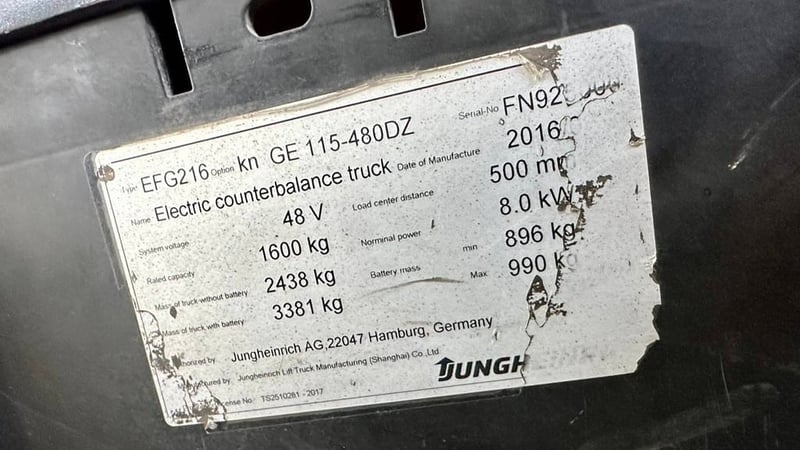 Type EFG216 Option kn GE 115-480DZ Serial-No FN92
Name Electric counterbalance truck Date of Manufacture 2016
System voltage 48 V Load center distance 500 mm
Rated capacity 1600 kg Norminal power 8.0 kW
Mass of truck without battery 2438 kg Battery mass min 896 kg
Mass of truck with battery 3381 kg Max 990 k
Jungheinrich AG,22047 Hamburg, Germany
Jungheinrich Lift Truck Manufacturing (Shanghai) Co.,Ltd
TS2510281 - 2017
JUNGH